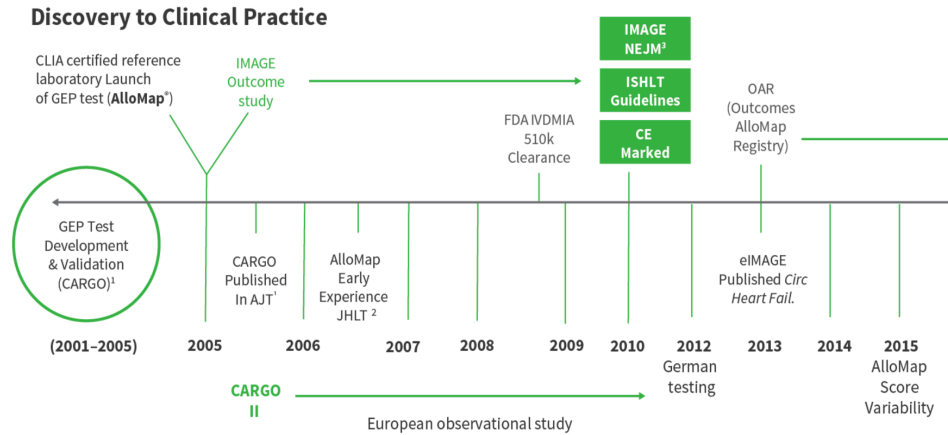 Discovery to Clinical Practice
CLIA certified reference
laboratory Launch
of GEP test (AlloMap®)
IMAGE
Outcome
study
FDA IVDMIA
510k
Clearance
IMAGE
NEJM³
ISHLT
Guidelines
CE
Marked
OAR
(Outcomes
AlloMap
Registry)
GEP Test
Development
& Validation
(CARGO)¹
CARGO
Published
In AJT¹
AlloMap
Early
Experience
JHLT ²
eIMAGE
Published Circ
Heart Fail.
(2001–2005)
2005
2006
2007
2008
2009
2010
2012
German
testing
2013
2014
2015
AlloMap
Score
Variability
CARGO
II
European observational study